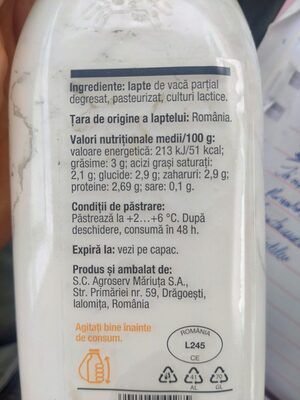 Ingrediente: lapte de vacă parțial
degresat, pasteurizat, culturi lactice.
Țara de origine a laptelui: România.
Valori nutriționale medii/100 g:
valoare energetică: 213 kJ/51 kcal;
grăsime: 3 g; acizi grași saturați:
2,1 g; glucide: 2,9 g; zaharuri: 2,9 g;
proteine: 2,69 g; sare: 0,1 g.
Condiții de păstrare:
Păstrează la +2...+6 °C. După
deschidere, consumă în 48 h.
Expiră la: vezi pe capac.
Produs și ambalat de:
S.C. Agroserv Măriuța S.A.,
Str. Primăriei nr. 59, Drăgoești,
Ialomița, România
Agitați bine înainte
de consum.
ROMÂNIA
L245
CE
41
ALU
70
GL